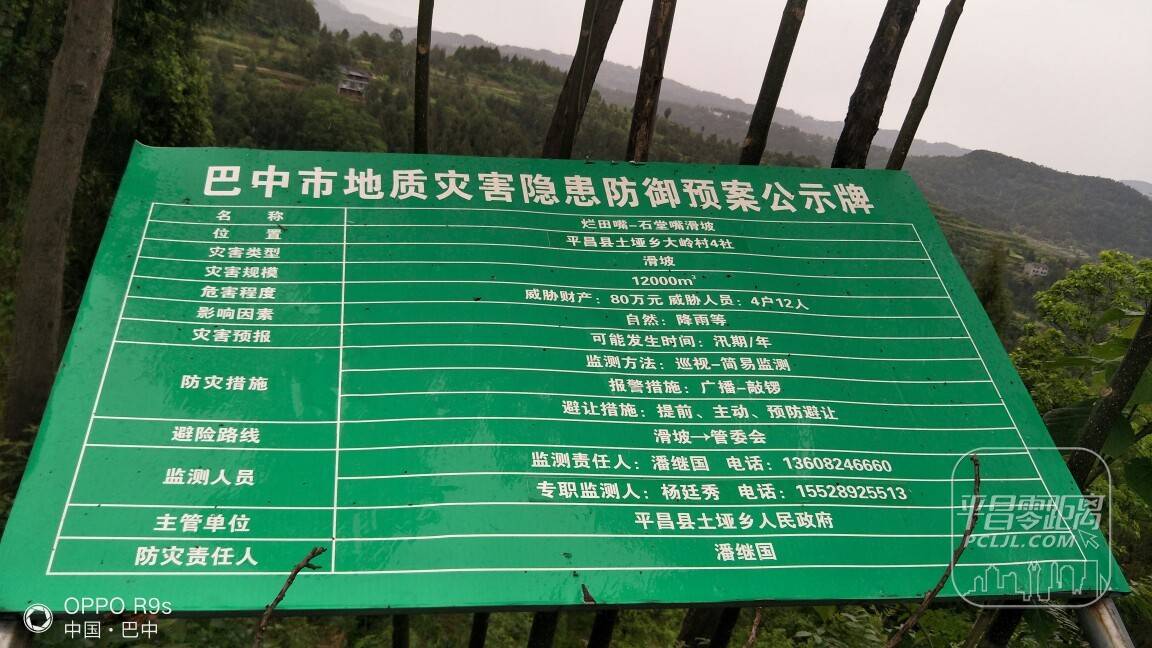 巴中市地质灾害隐患防御预案公示牌
名 称 烂田嘴-石堂嘴滑坡
位 置 平昌县土垭乡大岭村4社
灾害类型 滑坡
灾害规模 12000m³
危害程度 威胁财产：80万元 威胁人员：4户12人
影响因素 自然：降雨等
灾害预报 可能发生时间：汛期/年
防灾措施 监测方法：巡视-简易监测
报警措施：广播-敲锣
避让措施：提前、主动、预防避让
避险路线 滑坡→管委会
监测人员 监测责任人：潘继国 电话：13608246660
专职监测人：杨廷秀 电话：15528925513
主管单位 平昌县土垭乡人民政府
防灾责任人 潘继国
平昌零距离
PCLJL.COM
OPPO R9s
中国·巴中